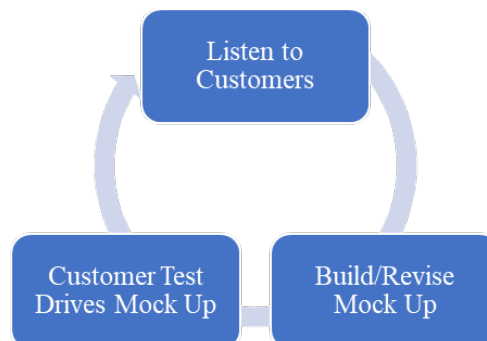 Listen to
Customers
Customer Test
Drives Mock Up
Build/Revise
Mock Up